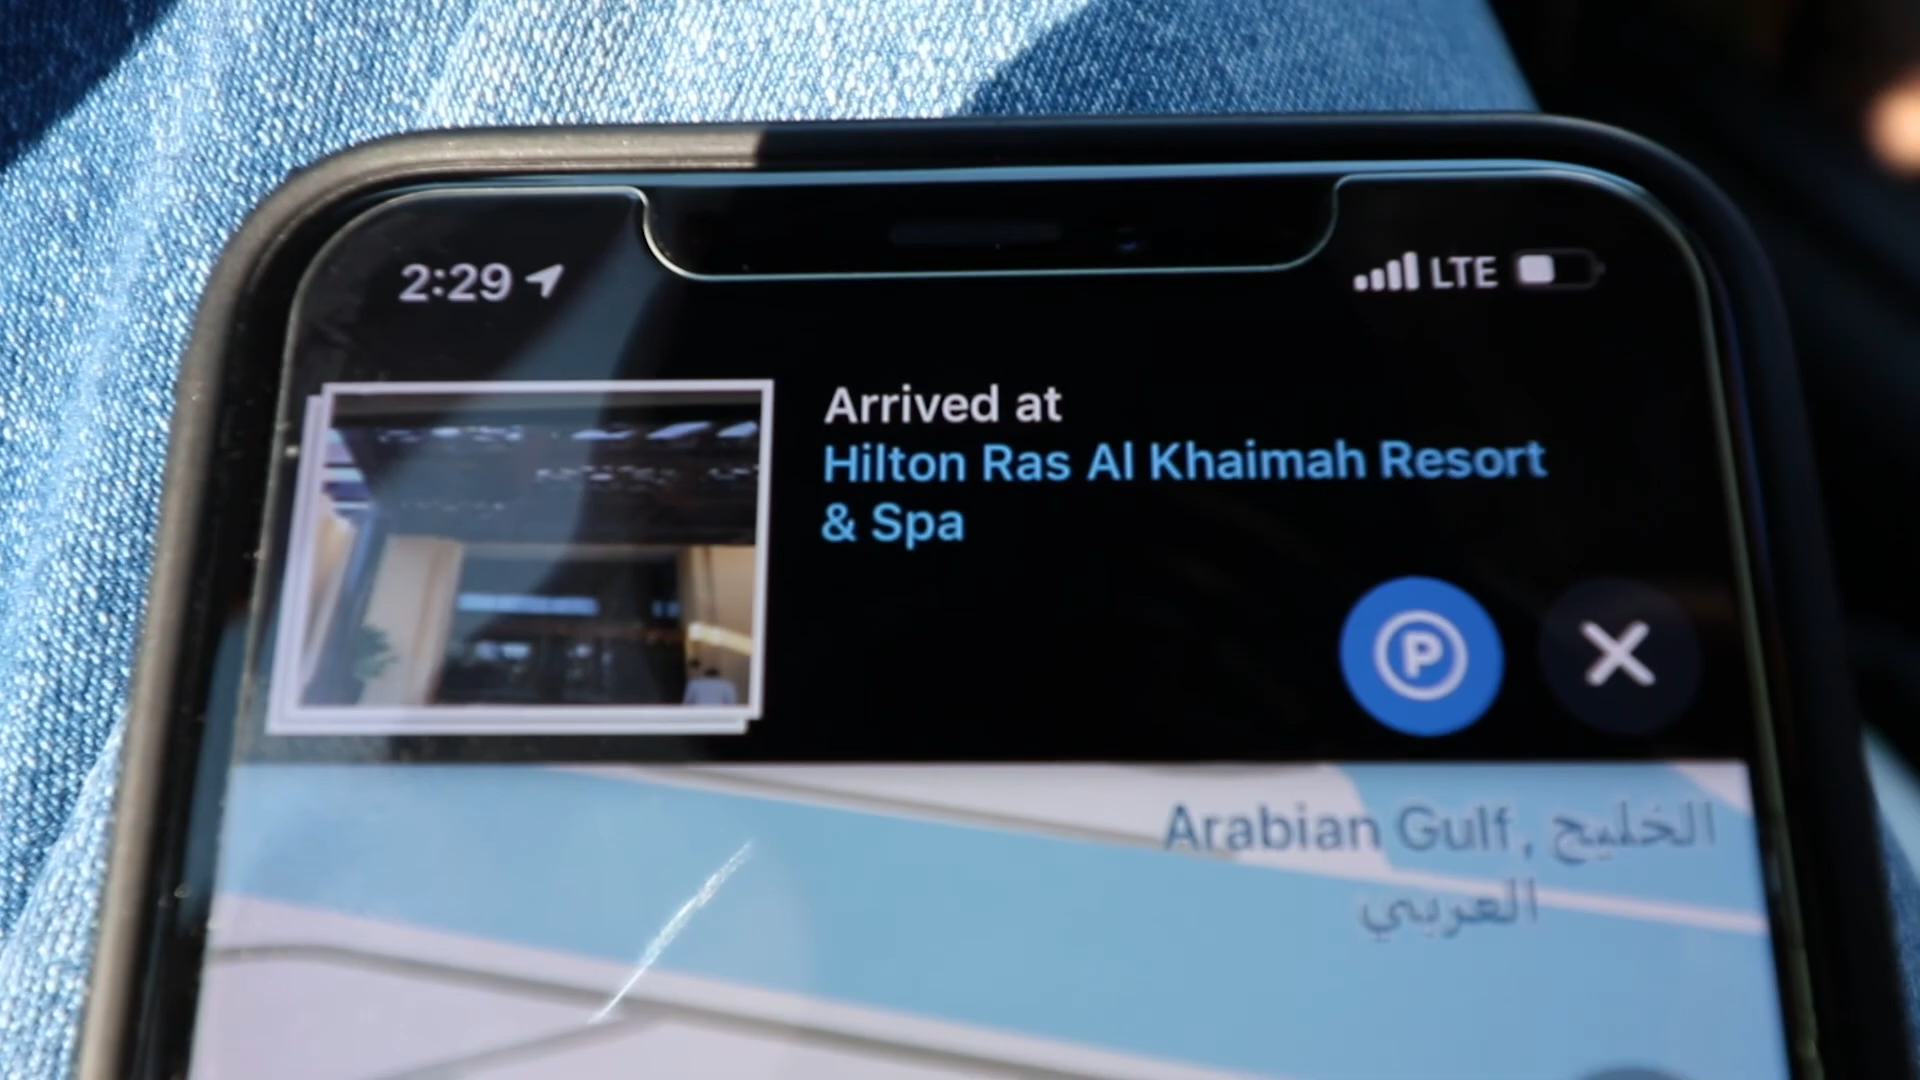 2:29
LTE
Arrived at
Hilton Ras Al Khaimah Resort
& Spa
P
Arabian Gulf, الخليج
العربي